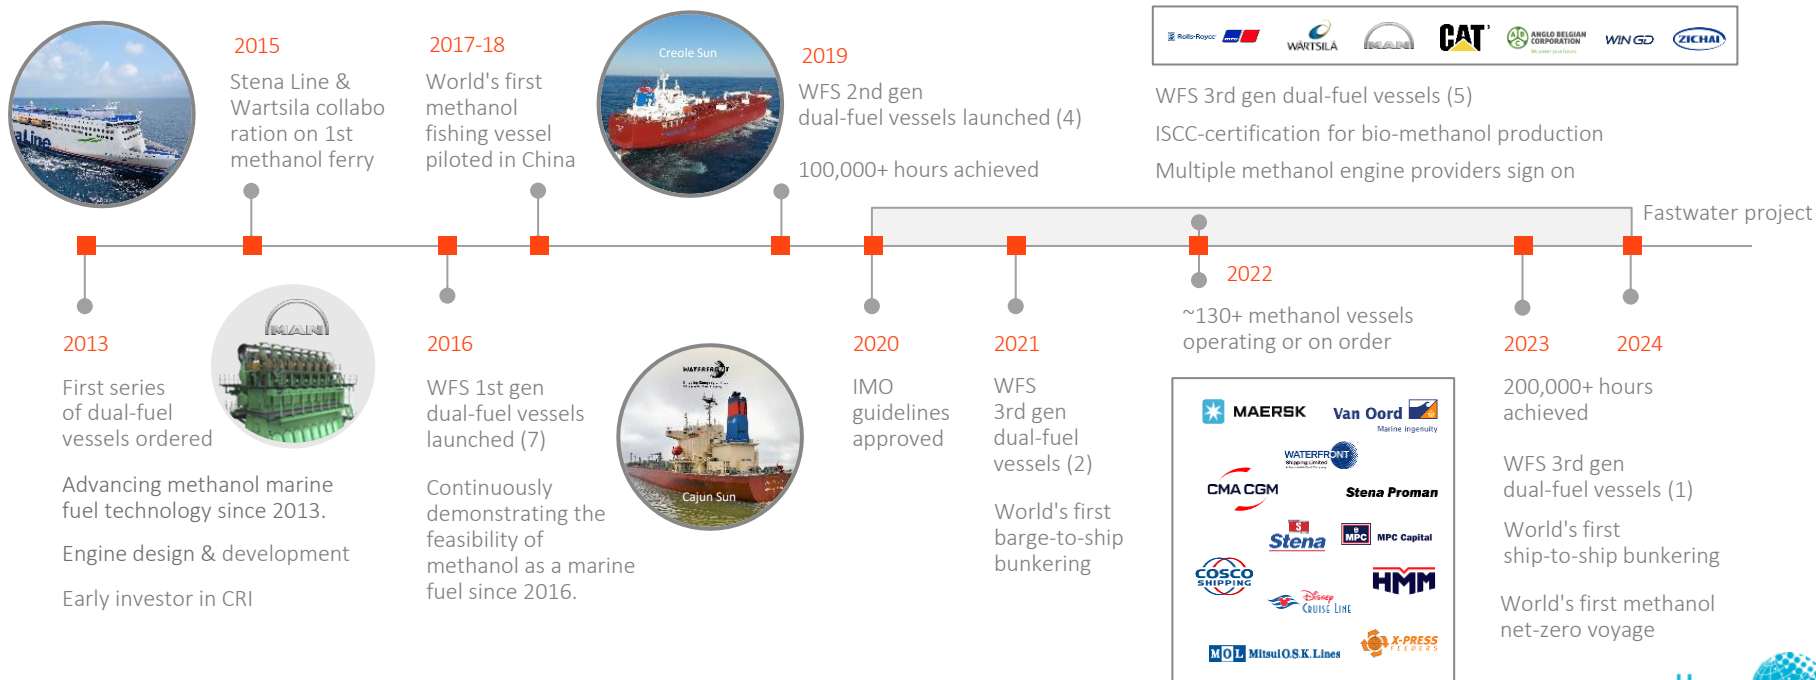 2015
Stena Line &
Wartsila collabo
ration on 1st
methanol ferry
2017-18
World's first
methanol
fishing vessel
piloted in China
Creole Sun
2019
WFS 2nd gen
dual-fuel vessels launched (4)
100,000+ hours achieved
Rolls-Royce
mtu
WÄRTSILÄ
MAN
CAT
ABC
ANGLO BELGIAN
CORPORATION
WIN GD
ZICHAI
WFS 3rd gen dual-fuel vessels (5)
ISCC-certification for bio-methanol production
Multiple methanol engine providers sign on
Fastwater project
2013
First series
of dual-fuel
vessels ordered
Advancing methanol marine
fuel technology since 2013.
Engine design & development
Early investor in CRI
MAN
2016
WFS 1st gen
dual-fuel vessels
launched (7)
Continuously
demonstrating the
feasibility of
methanol as a marine
fuel since 2016.
WATERFRONT
Cajun Sun
2020
IMO
guidelines
approved
2021
WFS
3rd gen
dual-fuel
vessels (2)
World's first
barge-to-ship
bunkering
2022
~130+ methanol vessels
operating or on order
MAERSK
Van Oord
Marine ingenuity
WATERFRONT
Shipping Limited
CMA CGM
Stena Proman
S
Stena
MPC
MPC Capital
COSCO
SHIPPING
HMM
Disney
CRUISE LINE
MOL Mitsui O.S.K. Lines
X-PRESS
FEEDERS
2023
200,000+ hours
achieved
WFS 3rd gen
dual-fuel vessels (1)
World's first
ship-to-ship bunkering
World's first methanol
net-zero voyage
2024